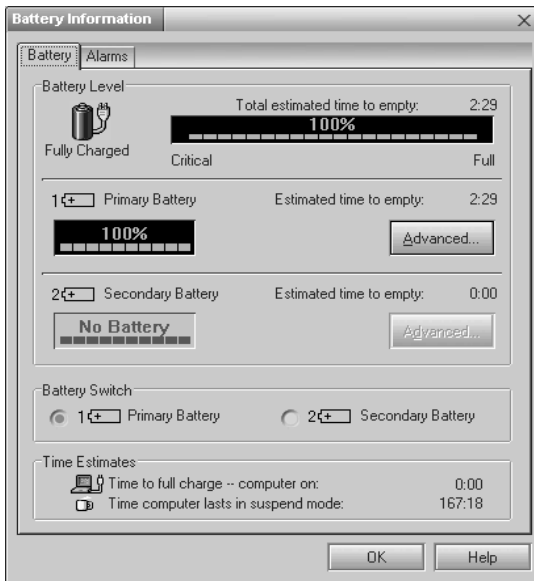 Battery Information
Battery Alarms
Battery Level
Total estimated time to empty: 2:29
100%
Fully Charged
Critical Full
1 Primary Battery Estimated time to empty: 2:29
100%
Advanced...
2 Secondary Battery Estimated time to empty: 0:00
No Battery
Advanced...
Battery Switch
1 Primary Battery 2 Secondary Battery
Time Estimates
Time to full charge -- computer on: 0:00
Time computer lasts in suspend mode: 167:18
OK Help